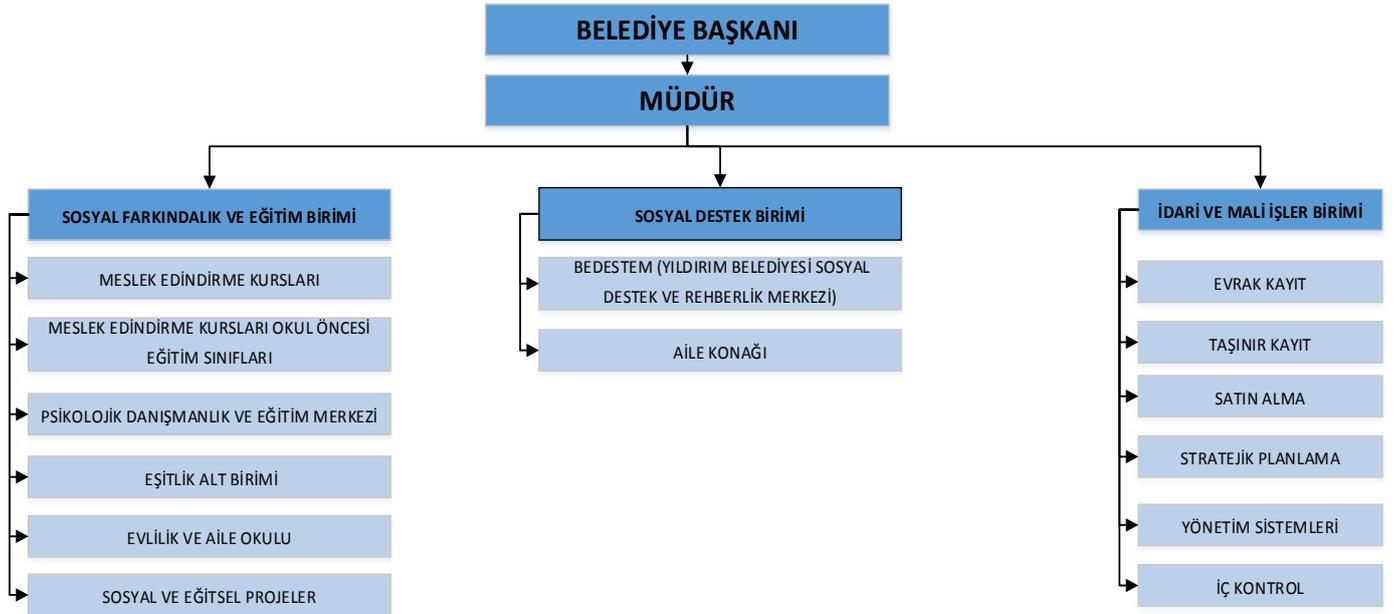 BELEDİYE BAŞKANI
MÜDÜR
SOSYAL FARKINDALIK VE EĞİTİM BİRİMİ
MESLEK EDİNDİRME KURSLARI
MESLEK EDİNDİRME KURSLARI OKUL ÖNCESİ
EĞİTİM SINIFLARI
PSİKOLOJİK DANIŞMANLIK VE EĞİTİM MERKEZİ
EŞİTLİK ALT BİRİMİ
EVLİLİK VE AİLE OKULU
SOSYAL VE EĞİTSEL PROJELER
SOSYAL DESTEK BİRİMİ
BEDESTEM (YILDIRIM BELEDİYESİ SOSYAL
DESTEK VE REHBERLİK MERKEZİ)
AİLE KONAĞI
İDARİ VE MALİ İŞLER BİRİMİ
EVRAK KAYIT
TAŞINIR KAYIT
SATIN ALMA
STRATEJİK PLANLAMA
YÖNETİM SİSTEMLERİ
İÇ KONTROL